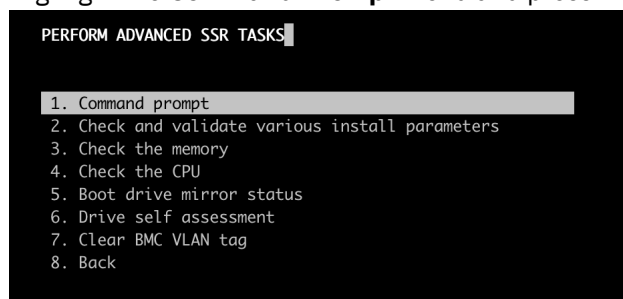 PERFORM ADVANCED SSR TASKS
1. Command prompt
2. Check and validate various install parameters
3. Check the memory
4. Check the CPU
5. Boot drive mirror status
6. Drive self assessment
7. Clear BMC VLAN tag
8. Back